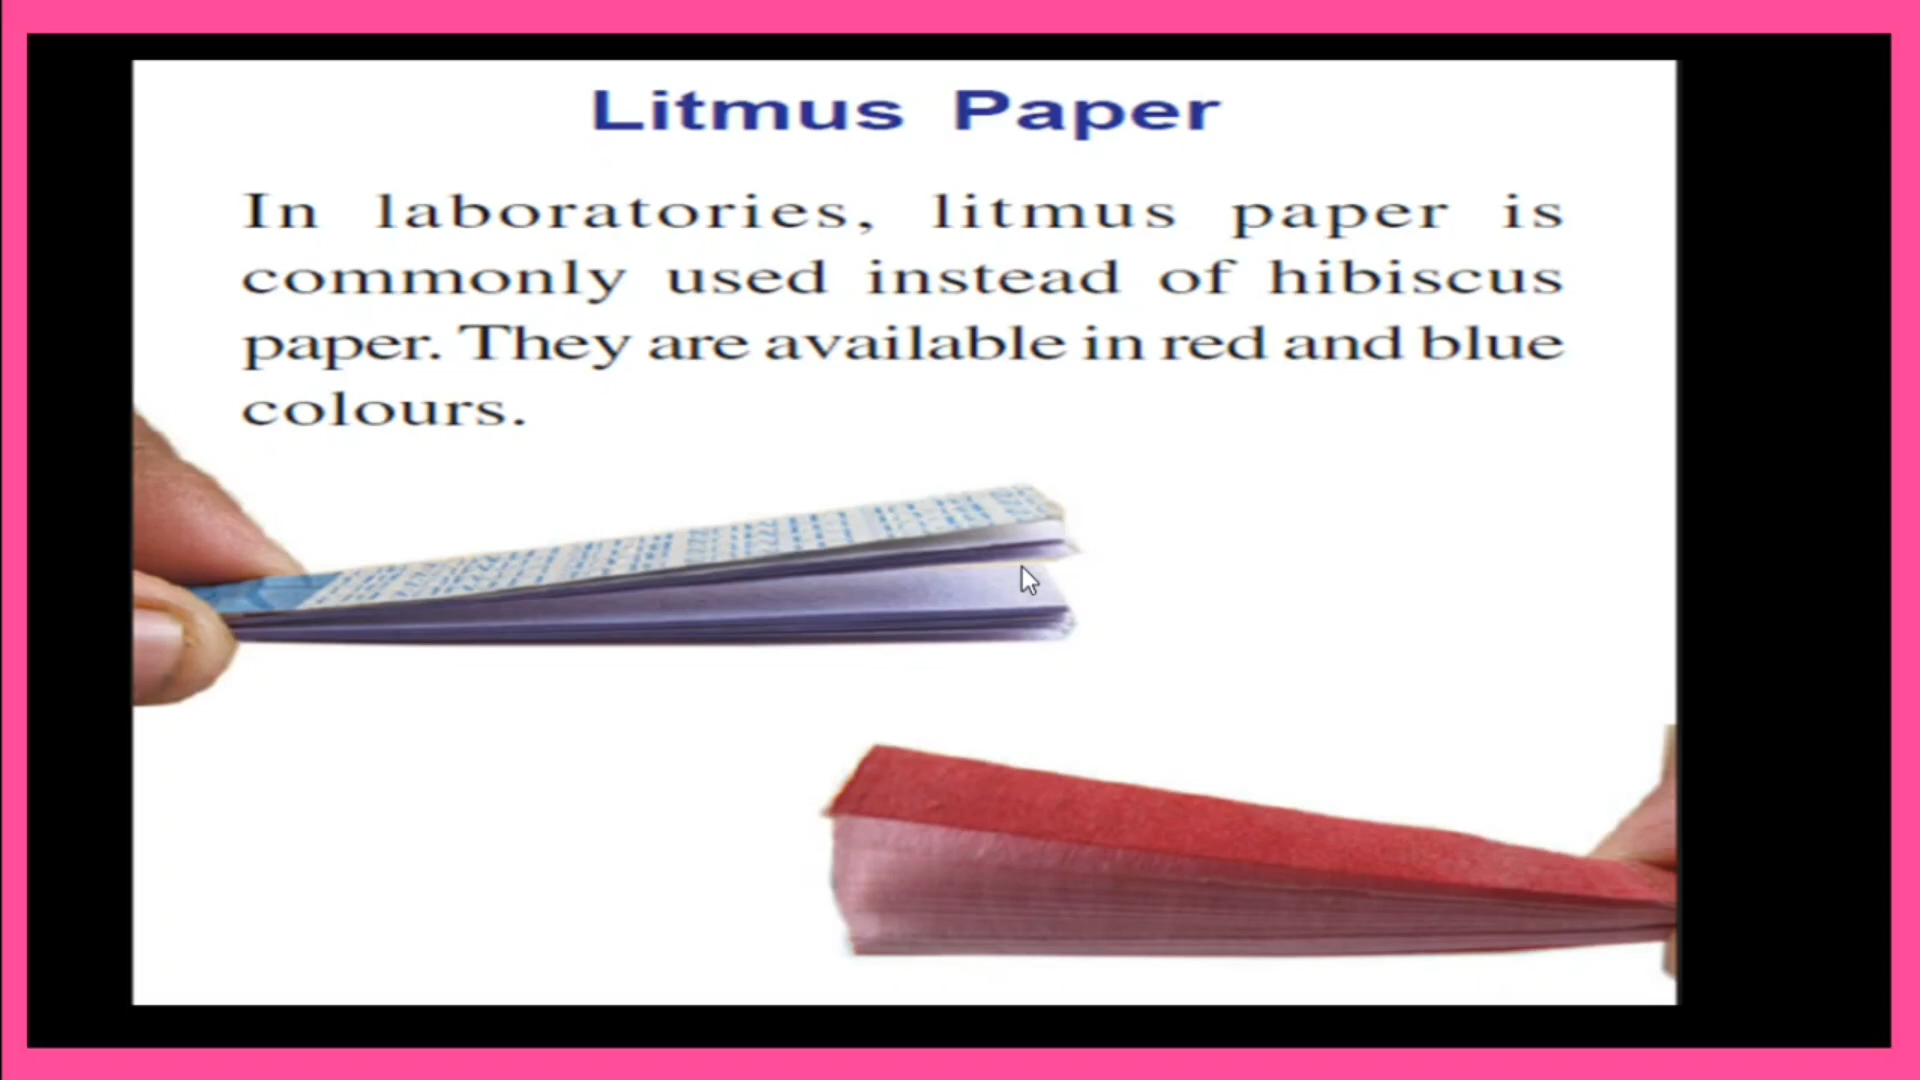 Litmus Paper
In laboratories, litmus paper is
commonly used instead of hibiscus
paper. They are available in red and blue
colours.